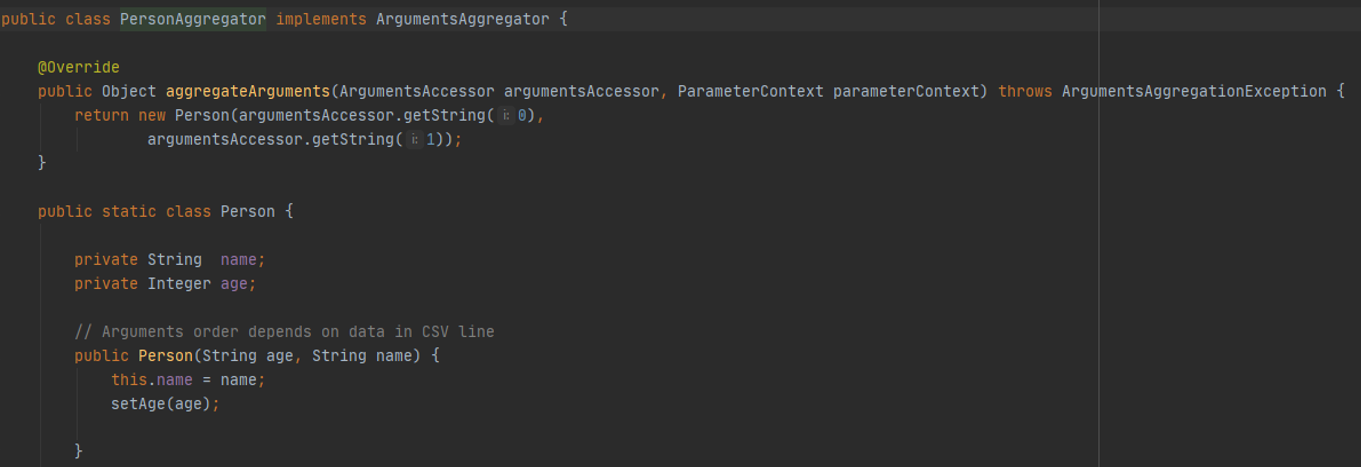 public class PersonAggregator implements ArgumentsAggregator {
@Override
public Object aggregateArguments(ArgumentsAccessor argumentsAccessor, ParameterContext parameterContext) throws ArgumentsAggregationException {
return new Person(argumentsAccessor.getString( i: 0),
argumentsAccessor.getString( i: 1));
}
public static class Person {
private String  name;
private Integer age;
// Arguments order depends on data in CSV line
public Person(String age, String name) {
this.name = name;
setAge(age);
}